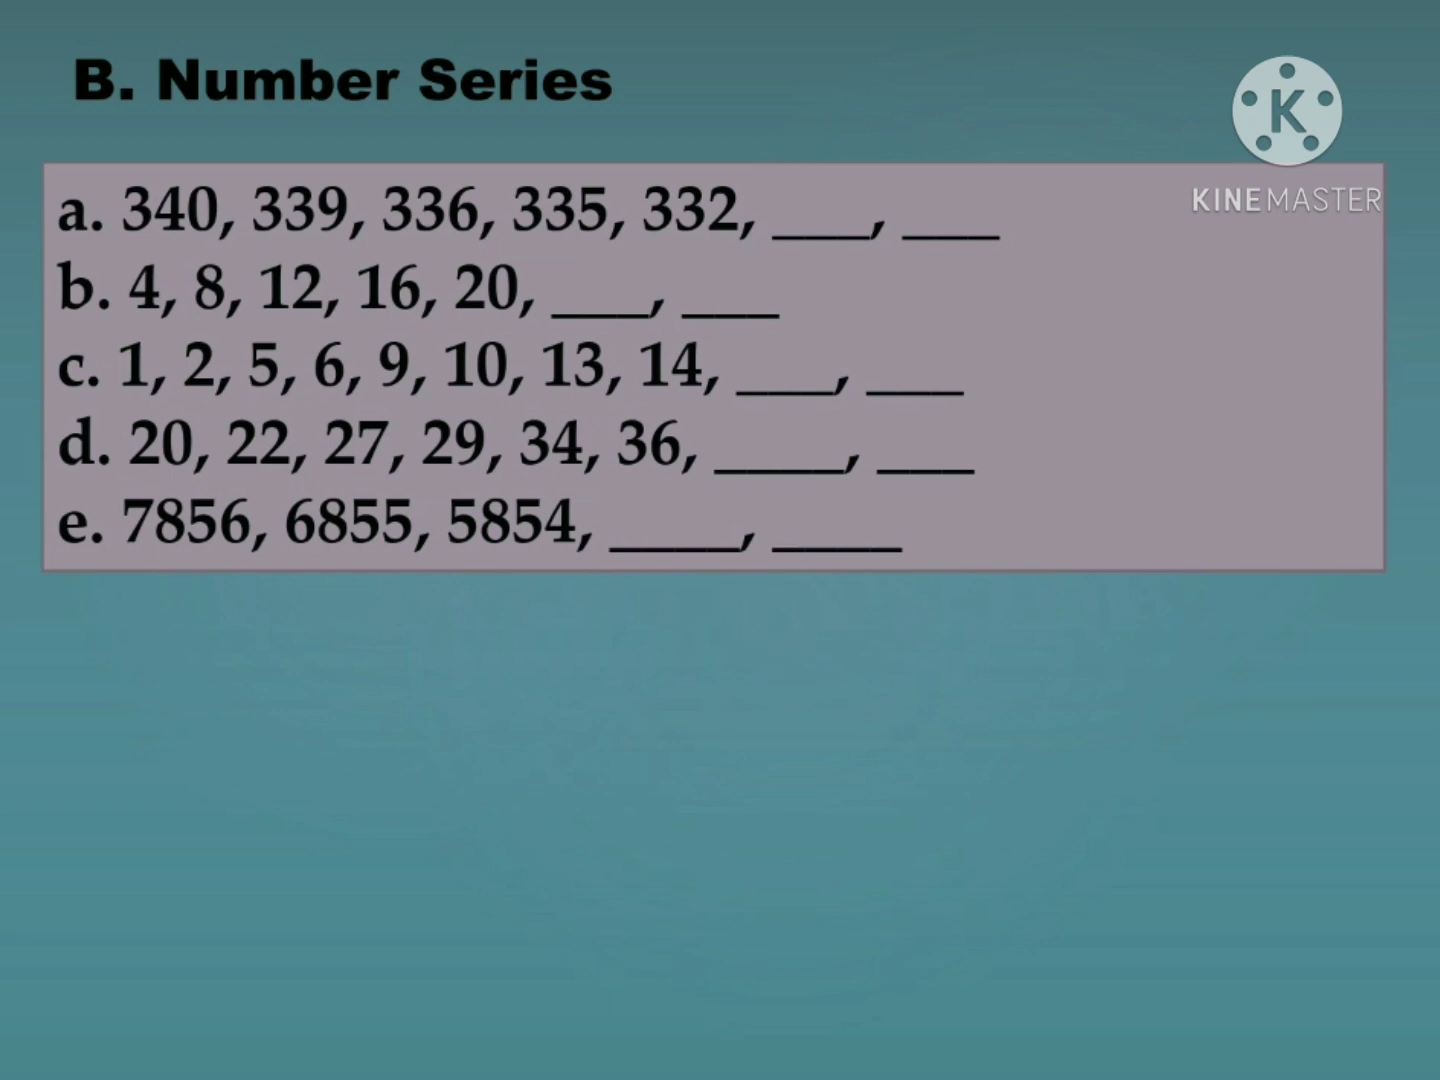 B. Number Series
K
KINEMASTER
a. 340, 339, 336, 335, 332, ___, ___
b. 4, 8, 12, 16, 20, ___, ___
c. 1, 2, 5, 6, 9, 10, 13, 14, ___, ___
d. 20, 22, 27, 29, 34, 36, ____, ___
e. 7856, 6855, 5854, ____, ____